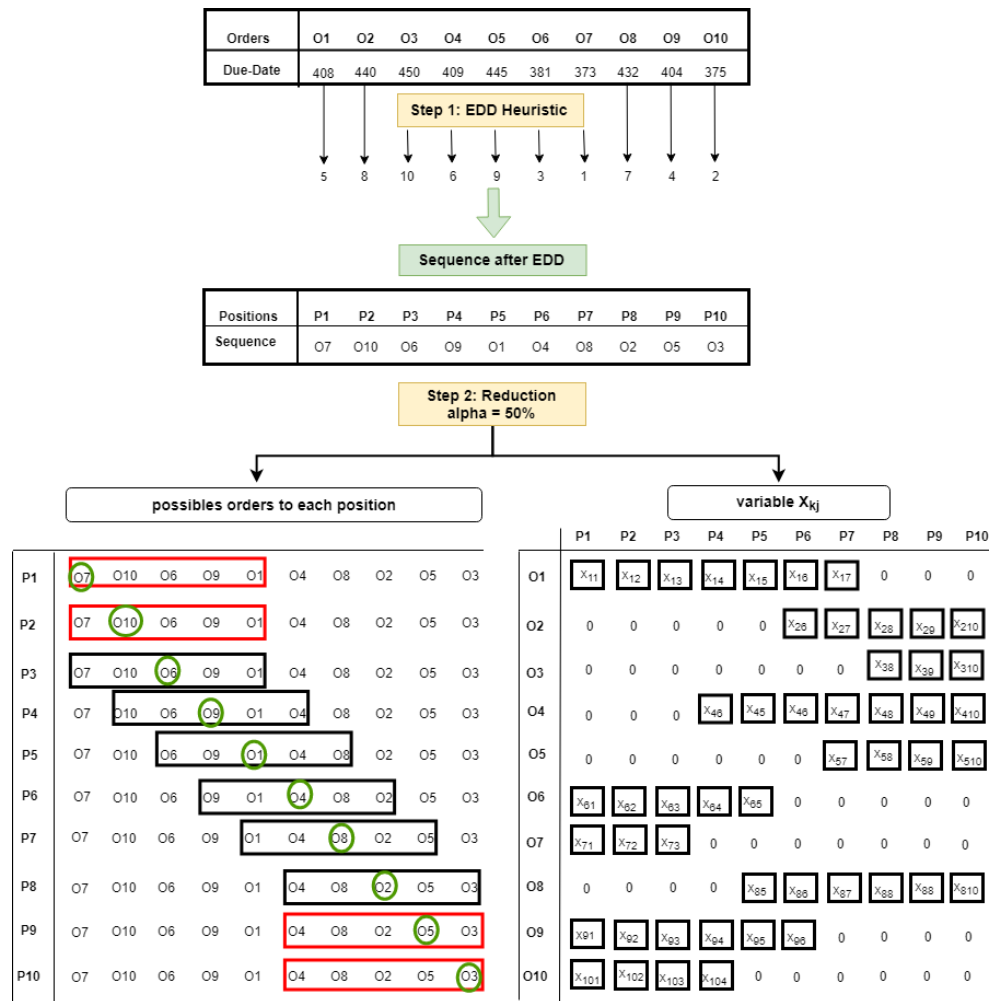 Orders O1 O2 O3 O4 O5 O6 O7 O8 O9 O10
Due-Date 408 440 450 409 445 381 373 432 404 375
Step 1: EDD Heuristic
5 8 10 6 9 3 1 7 4 2
Sequence after EDD
Positions P1 P2 P3 P4 P5 P6 P7 P8 P9 P10
Sequence O7 O10 O6 O9 O1 O4 O8 O2 O5 O3
Step 2: Reduction
alpha = 50%
possibles orders to each position
P1 O7 O10 O6 O9 O1 O4 O8 O2 O5 O3
P2 O7 O10 O6 O9 O1 O4 O8 O2 O5 O3
P3 O7 O10 O6 O9 O1 O4 O8 O2 O5 O3
P4 O7 O10 O6 O9 O1 O4 O8 O2 O5 O3
P5 O7 O10 O6 O9 O1 O4 O8 O2 O5 O3
P6 O7 O10 O6 O9 O1 O4 O8 O2 O5 O3
P7 O7 O10 O6 O9 O1 O4 O8 O2 O5 O3
P8 O7 O10 O6 O9 O1 O4 O8 O2 O5 O3
P9 O7 O10 O6 O9 O1 O4 O8 O2 O5 O3
P10 O7 O10 O6 O9 O1 O4 O8 O2 O5 O3
variable Xkj
P1 P2 P3 P4 P5 P6 P7 P8 P9 P10
O1 X11 X12 X13 X14 X15 X16 X17 0 0 0
O2 0 0 0 0 0 X26 X27 X28 X29 X210
O3 0 0 0 0 0 0 0 X38 X39 X310
O4 0 0 0 X46 X45 X46 X47 X48 X49 X410
O5 0 0 0 0 0 0 X57 X58 X59 X510
O6 X61 X62 X63 X64 X65 0 0 0 0 0
O7 X71 X72 X73 0 0 0 0 0 0 0
O8 0 0 0 0 X85 X86 X87 X88 X88 X810
O9 X91 X92 X93 X94 X95 X96 0 0 0 0
O10 X101 X102 X103 X104 0 0 0 0 0 0